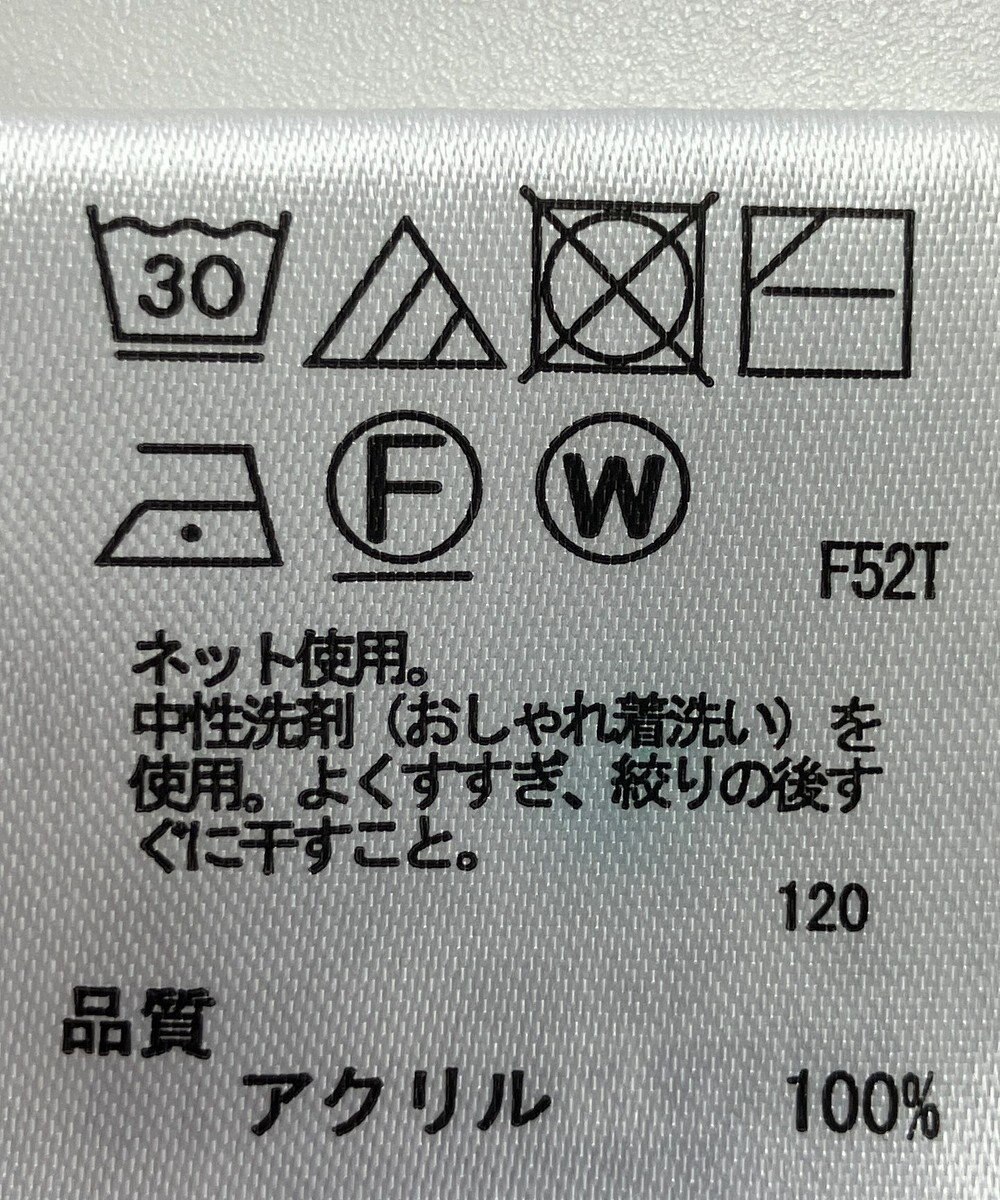 30
F W
F52T
ネット使用。
中性洗剤（おしゃれ着洗い）を
使用。よくすすぎ、絞りの後す
ぐに干すこと。
120
品質
アクリル 100%